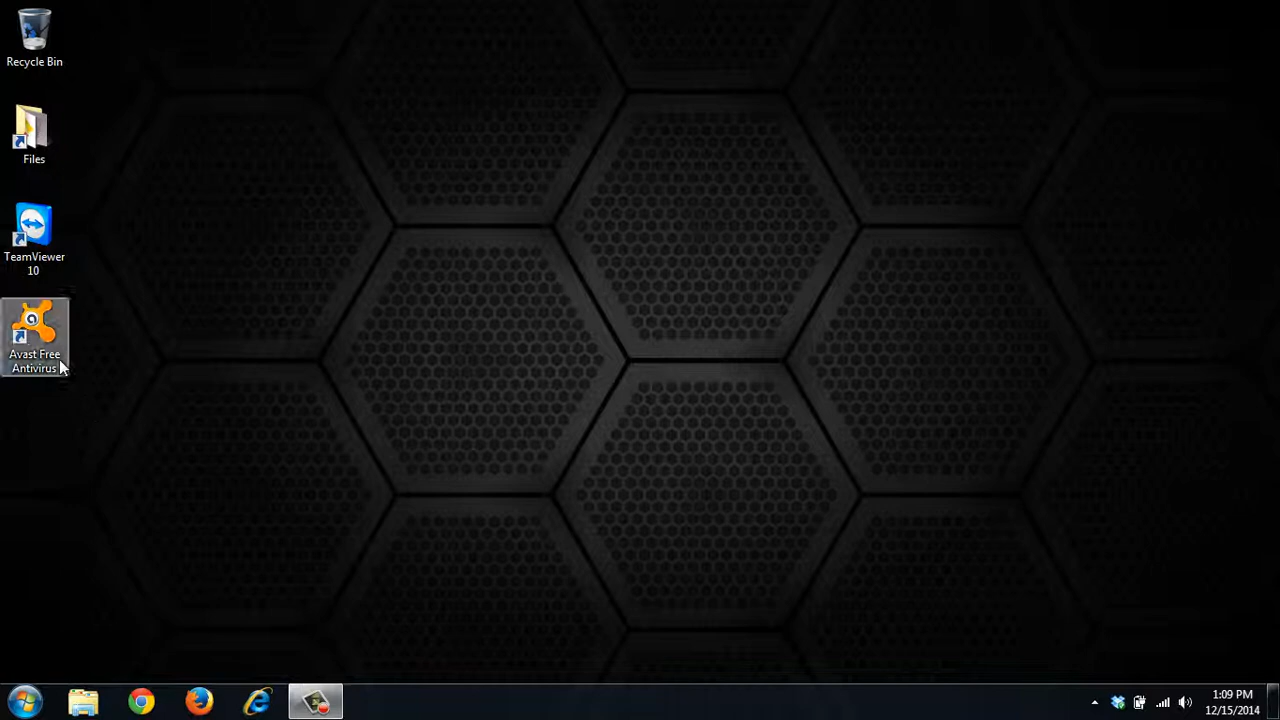 Recycle Bin
Files
TeamViewer
10
Avast Free
Antivirus
1:09 PM
12/15/2014